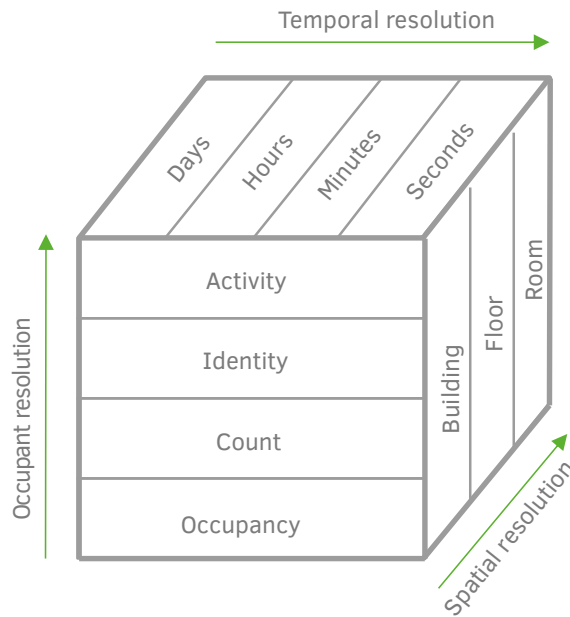 Temporal resolution
Days
Hours
Minutes
Seconds
Occupant resolution
Activity
Identity
Count
Occupancy
Building
Floor
Room
Spatial resolution